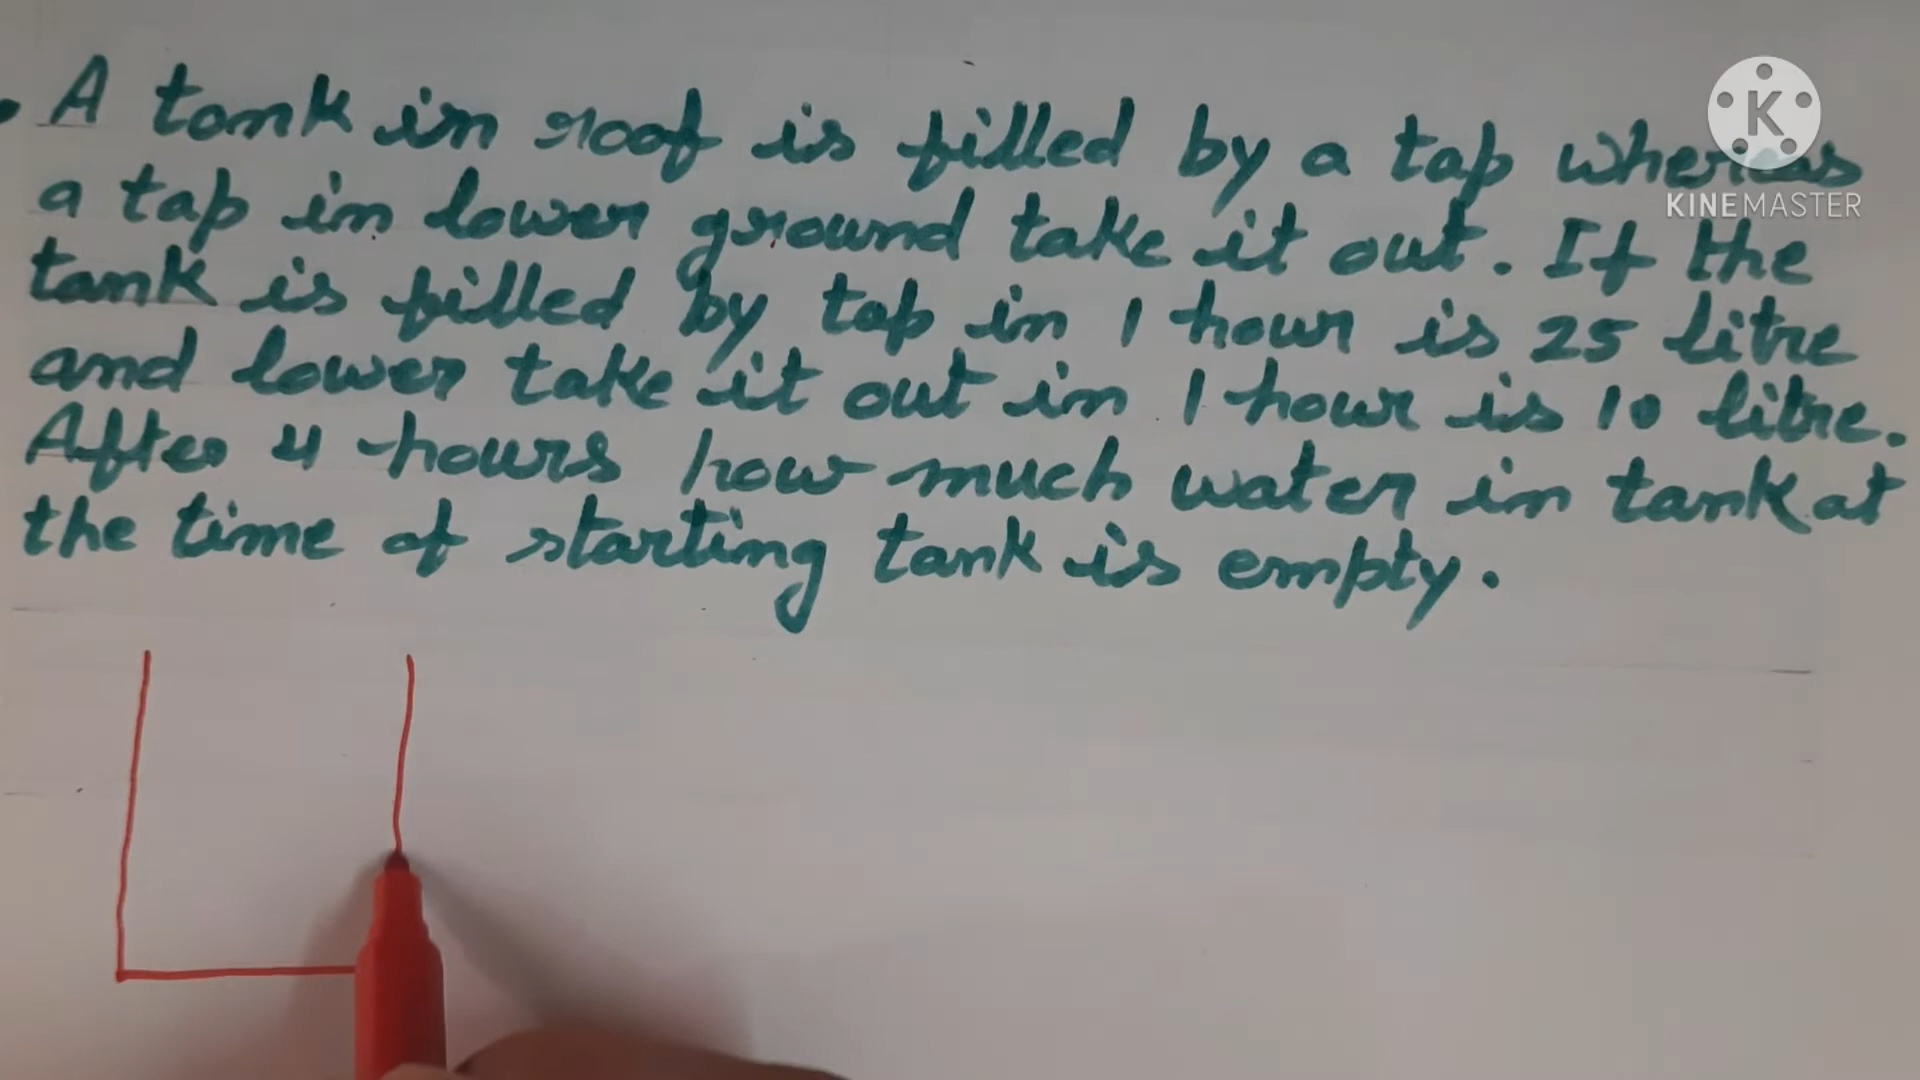 A tank in roof is filled by a tap whereas
a tap in lower ground take it out. If the
tank is filled by tap in 1 hour is 25 litre
and lower take it out in 1 hour is 10 litre.
After 4 hours how much water in tank at
the time of starting tank is empty.
K
KINEMASTER